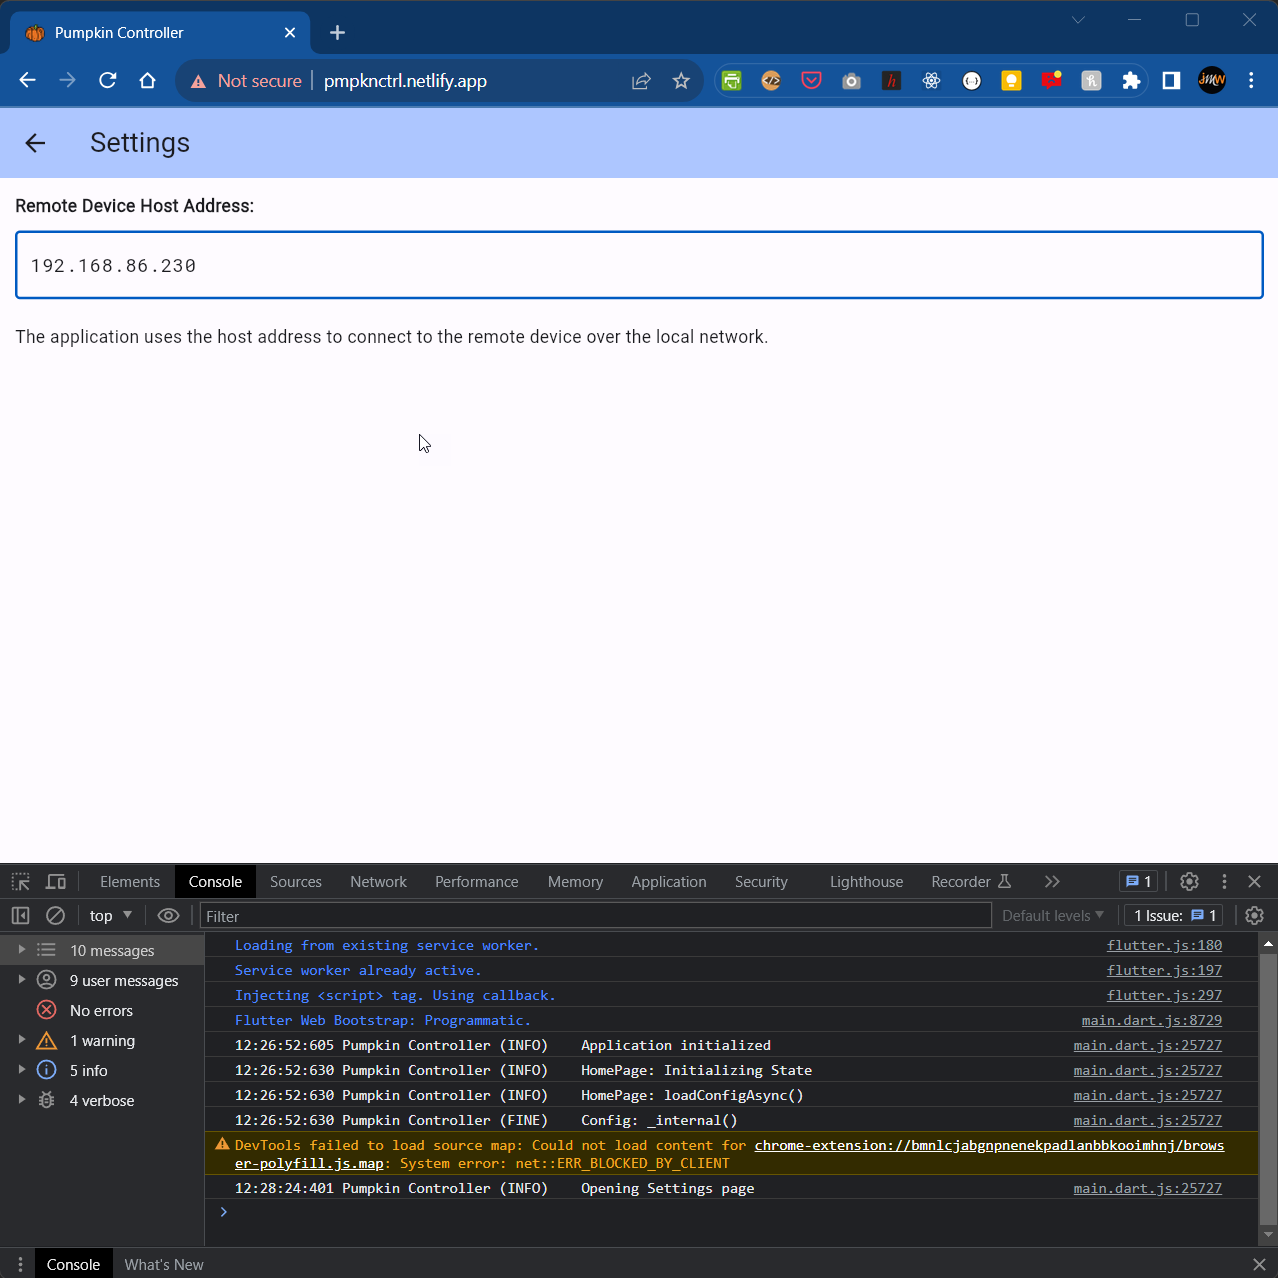 Pumpkin Controller
Not secure
pmpknctrl.netlify.app
Settings
Remote Device Host Address:
192.168.86.230
The application uses the host address to connect to the remote device over the local network.
Elements Console Sources Network Performance Memory Application Security Lighthouse Recorder 1
top Filter Default levels 1 Issue: 1
10 messages
9 user messages
No errors
1 warning
5 info
4 verbose
Loading from existing service worker. flutter.js:180
Service worker already active. flutter.js:197
Injecting <script> tag. Using callback. flutter.js:297
Flutter Web Bootstrap: Programmatic. main.dart.js:8729
12:26:52:605 Pumpkin Controller (INFO) Application initialized main.dart.js:25727
12:26:52:630 Pumpkin Controller (INFO) HomePage: Initializing State main.dart.js:25727
12:26:52:630 Pumpkin Controller (INFO) HomePage: loadConfigAsync() main.dart.js:25727
12:26:52:630 Pumpkin Controller (FINE) Config: _internal() main.dart.js:25727
DevTools failed to load source map: Could not load content for chrome-extension://bmnlcjabgnpnenekpadlanbbkooimhnj/brows
er-polyfill.js.map: System error: net::ERR_BLOCKED_BY_CLIENT
12:28:24:401 Pumpkin Controller (INFO) Opening Settings page main.dart.js:25727
Console What's New